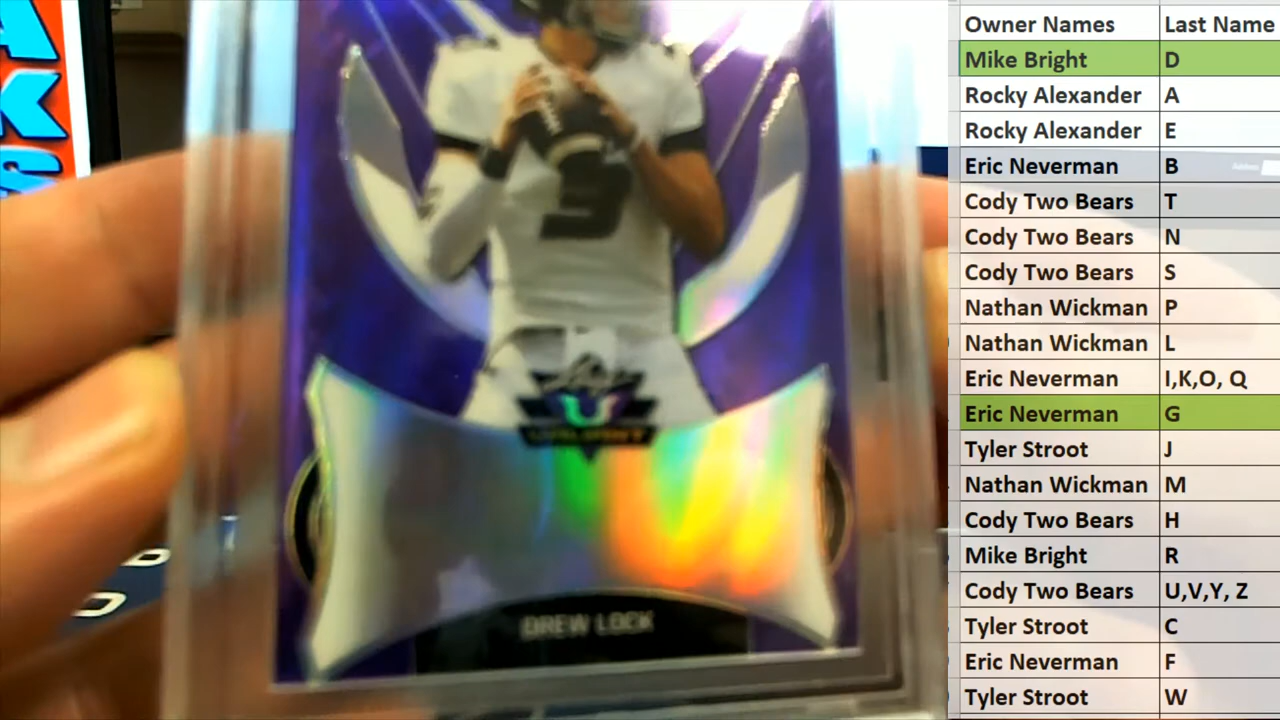 A
K
S
3
DREW LOCK
Owner Names Last Name
Mike Bright D
Rocky Alexander A
Rocky Alexander E
Eric Neverman B
Cody Two Bears T
Cody Two Bears N
Cody Two Bears S
Nathan Wickman P
Nathan Wickman L
Eric Neverman I,K,O, Q
Eric Neverman G
Tyler Stroot J
Nathan Wickman M
Cody Two Bears H
Mike Bright R
Cody Two Bears U,V,Y, Z
Tyler Stroot C
Eric Neverman F
Tyler Stroot W